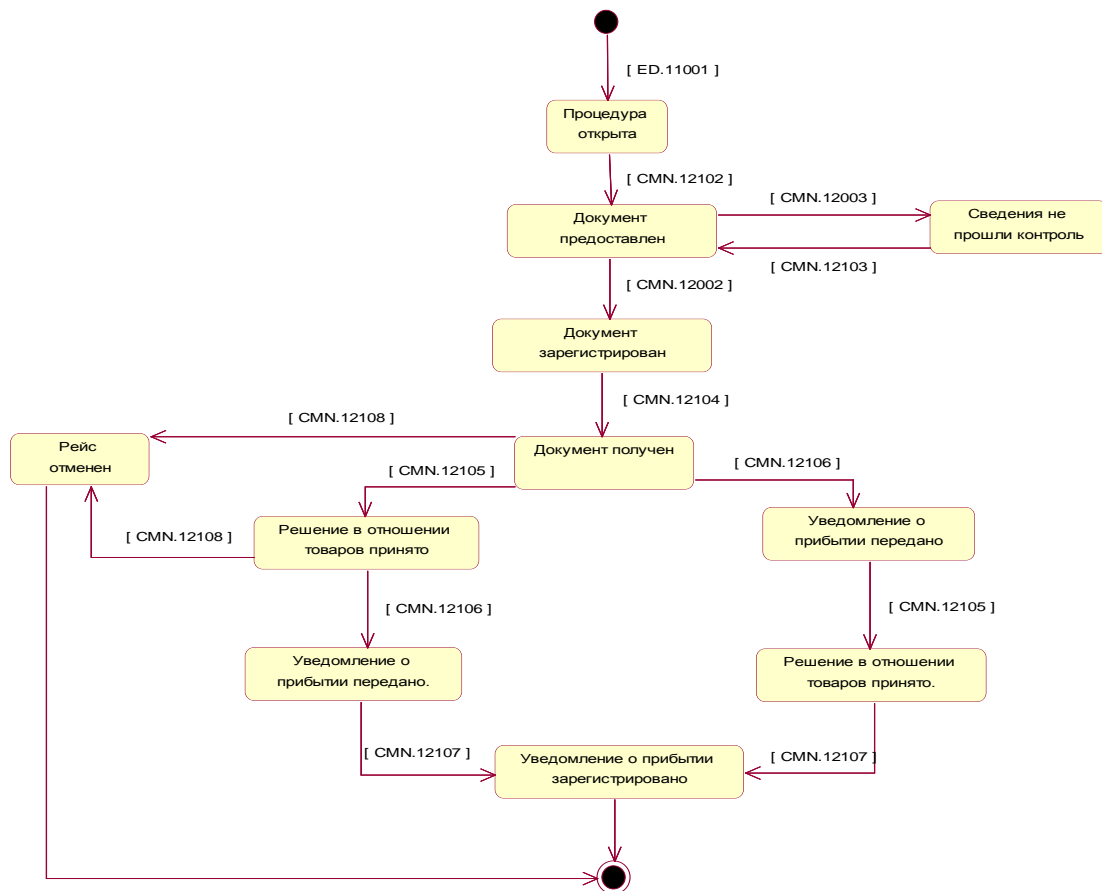 [ ED.11001 ]
Процедура
открыта
[ CMN.12102 ]
[ CMN.12003 ]
Документ
предоставлен
Сведения не
прошли контроль
[ CMN.12103 ]
[ CMN.12002 ]
Документ
зарегистрирован
[ CMN.12104 ]
[ CMN.12108 ]
Рейс
отменен
Документ получен
[ CMN.12105 ]
[ CMN.12106 ]
Решение в отношении
товаров принято
[ CMN.12108 ]
Уведомление о
прибытии передано
[ CMN.12106 ]
[ CMN.12105 ]
Уведомление о
прибытии передано.
Решение в отношении
товаров принято.
[ CMN.12107 ]
Уведомление о прибытии
зарегистрировано
[ CMN.12107 ]